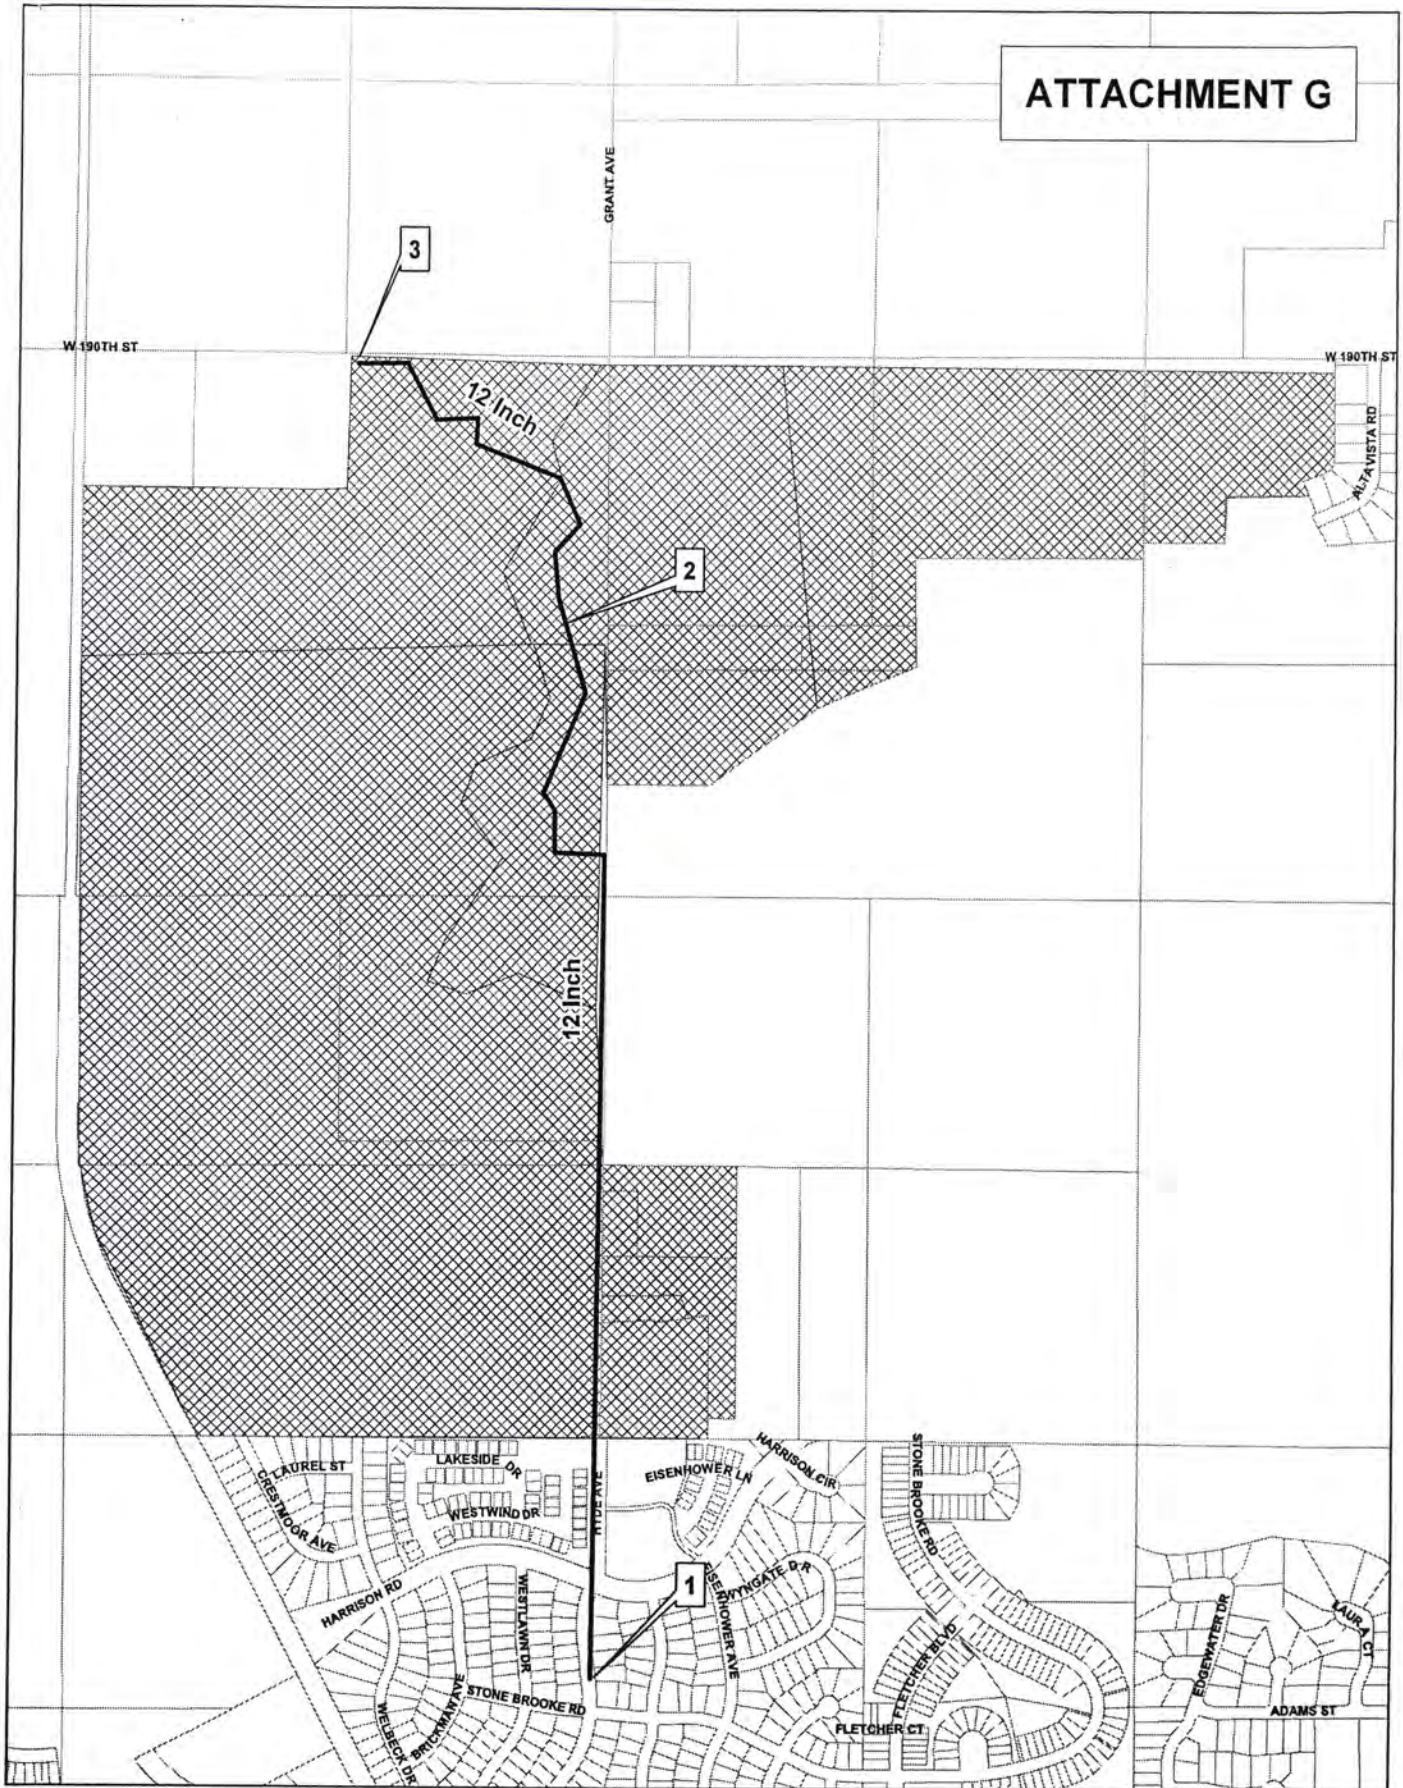 ATTACHMENT G
GRANT AVE
3
W 190TH ST
W 190TH ST
12 Inch
ALTA VISTA RD
2
12 Inch
LAUREL ST
CRESTMOOR AVE
LAKESIDE DR
WESTWIND DR
HYDE AVE
EISENHOWER LN
HARRISON CIR
STONE BROOKE RD
HARRISON RD
WESTLAWN DR
1
EISENHOWER AVE
WYNGATE DR
WELBECK DR
BRICKMAN AVE
STONE BROOKE RD
FLETCHER BLVD
FLETCHER CT
EDGEWATER DR
LAURA CT
ADAMS ST